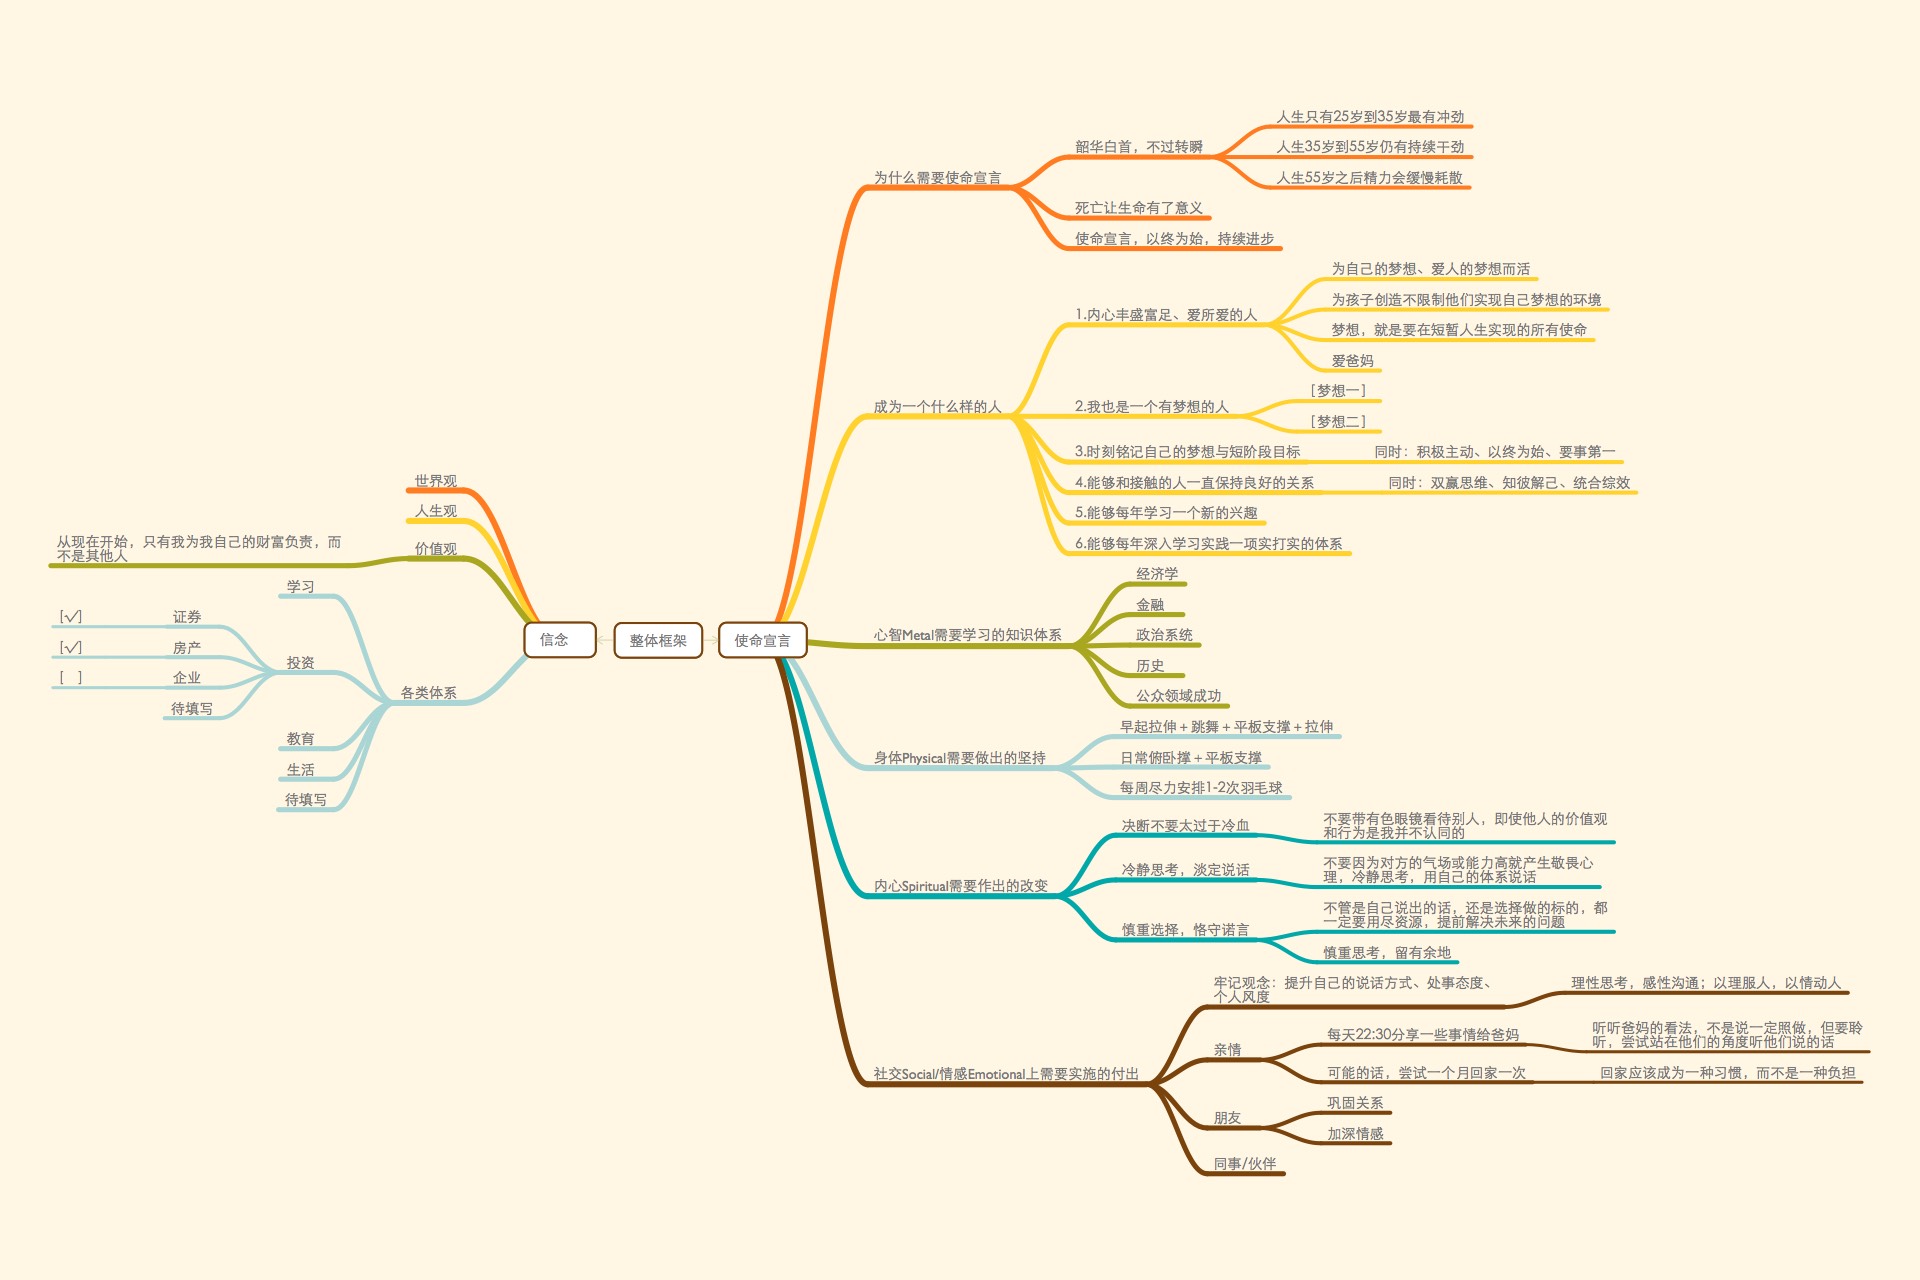 整体框架
信念
世界观
人生观
价值观
从现在开始，只有我为我自己的财富负责，而
不是其他人
各类体系
学习
投资
证券
[√]
房产
[√]
企业
[ ]
待填写
教育
生活
待填写
使命宣言
为什么需要使命宣言
韶华白首，不过转瞬
人生只有25岁到35岁最有冲劲
人生35岁到55岁仍有持续干劲
人生55岁之后精力会缓慢耗散
死亡让生命有了意义
使命宣言，以终为始，持续进步
成为一个什么样的人
1.内心丰盛富足、爱所爱的人
为自己的梦想、爱人的梦想而活
为孩子创造不限制他们实现自己梦想的环境
梦想，就是要在短暂人生实现的所有使命
爱爸妈
2.我也是一个有梦想的人
[梦想一]
[梦想二]
3.时刻铭记自己的梦想与短阶段目标
同时：积极主动、以终为始、要事第一
4.能够和接触的人一直保持良好的关系
同时：双赢思维、知彼解己、统合综效
5.能够每年学习一个新的兴趣
6.能够每年深入学习实践一项实打实的体系
心智Metal需要学习的知识体系
经济学
金融
政治系统
历史
公众领域成功
身体Physical需要做出的坚持
早起拉伸＋跳舞＋平板支撑＋拉伸
日常俯卧撑＋平板支撑
每周尽力安排1-2次羽毛球
内心Spiritual需要作出的改变
决断不要太过于冷血
不要带有色眼镜看待别人，即使他人的价值观
和行为是我并不认同的
冷静思考，淡定说话
不要因为对方的气场或能力高就产生敬畏心
理，冷静思考，用自己的体系说话
慎重选择，恪守诺言
不管是自己说出的话，还是选择做的标的，都
一定要用尽资源，提前解决未来的问题
慎重思考，留有余地
社交Social/情感Emotional上需要实施的付出
牢记观念：提升自己的说话方式、处事态度、
个人风度
理性思考，感性沟通；以理服人，以情动人
亲情
每天22:30分享一些事情给爸妈
听听爸妈的看法，不是说一定照做，但要聆
听，尝试站在他们的角度听他们说的话
可能的话，尝试一个月回家一次
回家应该成为一种习惯，而不是一种负担
朋友
巩固关系
加深情感
同事/伙伴